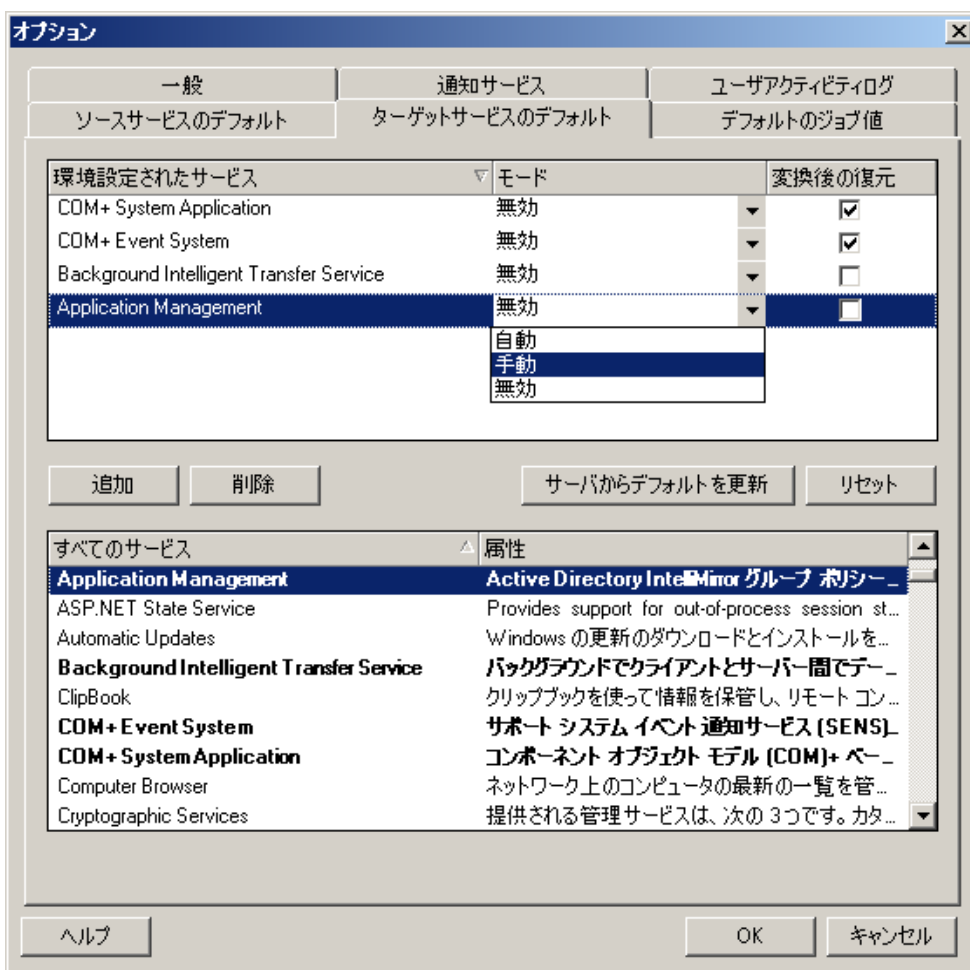 オプション
一般 通知サービス ユーザアクティビティログ
ソースサービスのデフォルト ターゲットサービスのデフォルト デフォルトのジョブ値
環境設定されたサービス モード 変換後の復元
COM+ System Application 無効
COM+ Event System 無効
Background Intelligent Transfer Service 無効
Application Management 無効
自動
手動
無効
追加 削除 サーバからデフォルトを更新 リセット
すべてのサービス 属性
Application Management Active Directory IntelliMirror グループ ポリシー...
ASP.NET State Service Provides support for out-of-process session st...
Automatic Updates Windows の更新のダウンロードとインストールを...
Background Intelligent Transfer Service バックグラウンドでクライアントとサーバー間でデー...
ClipBook クリップブックを使って情報を保管し、リモート コン...
COM+ Event System サポート システム イベント 通知サービス (SENS)...
COM+ System Application コンポーネント オブジェクト モデル (COM)+ ベー...
Computer Browser ネットワーク上のコンピュータの最新の一覧を管...
Cryptographic Services 提供される管理サービスは、次の 3 つです。カタ...
ヘルプ OK キャンセル